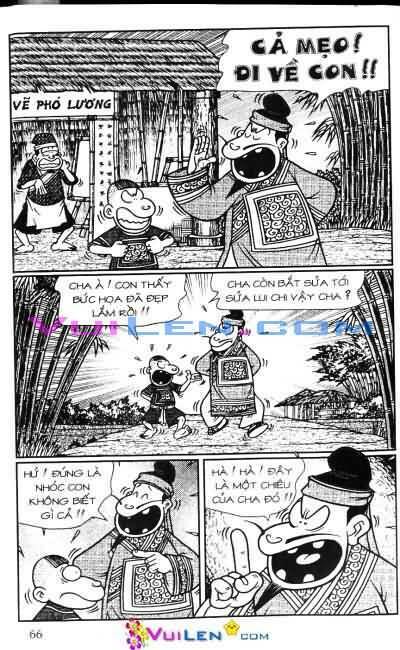 CẢ MẸO!
ĐI VỀ CON!!
VẼ PHÓ LƯƠNG
CHA À! CON THẤY
BỨC HỌA ĐÃ ĐẸP
LẮM RỒI!!
CHA CÒN BẮT SỬA TỚI
SỬA LUI CHI VẬY CHA?
VUILEN.COM
HỨ! ĐÚNG LÀ
NHÓC CON
KHÔNG BIẾT
GÌ CẢ!!
HÀ! HÀ! ĐÂY
LÀ MỘT CHIÊU
CỦA CHA ĐÓ!!
66
VUILEN.COM